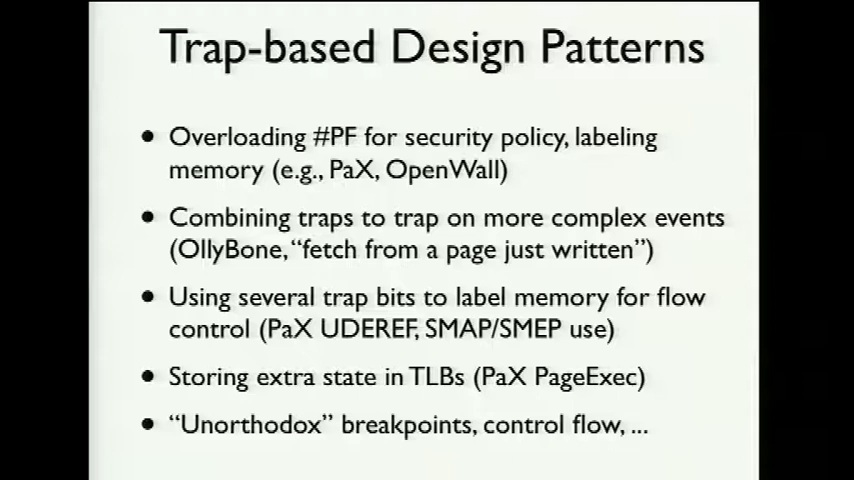 Trap-based Design Patterns
• Overloading #PF for security policy, labeling
memory (e.g., PaX, OpenWall)
• Combining traps to trap on more complex events
(OllyBone, “fetch from a page just written”)
• Using several trap bits to label memory for flow
control (PaX UDEREF, SMAP/SMEP use)
• Storing extra state in TLBs (PaX PageExec)
• “Unorthodox” breakpoints, control flow, ...